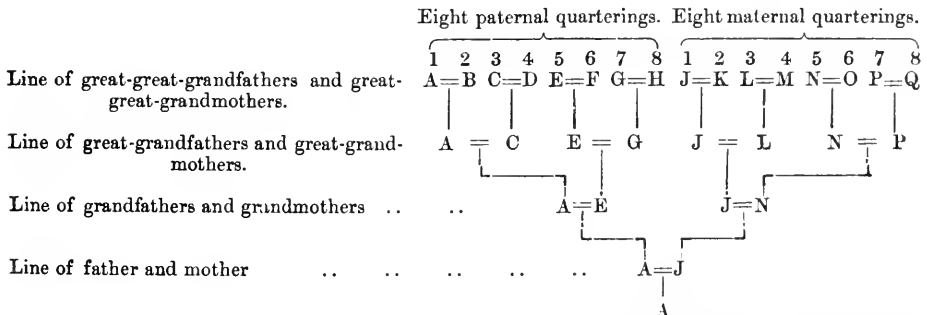 Eight paternal quarterings. Eight maternal quarterings.
1 2 3 4 5 6 7 8 1 2 3 4 5 6 7 8
Line of great-great-grandfathers and great- A=B C=D E=F G=H J=K L=M N=O P=Q
great-grandmothers.
Line of great-grandfathers and great-grand- A = C E = G J = L N = P
mothers.
Line of grandfathers and grandmothers .. .. A=E J=N
Line of father and mother .. .. .. .. .. A=J
A